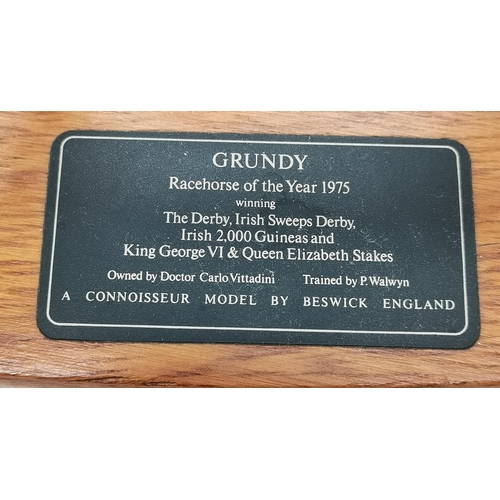 GRUNDY
Racehorse of the Year 1975
winning
The Derby, Irish Sweeps Derby,
Irish 2,000 Guineas and
King George VI & Queen Elizabeth Stakes
Owned by Doctor Carlo Vittadini Trained by P. Walwyn
A CONNOISSEUR MODEL BY BESWICK ENGLAND